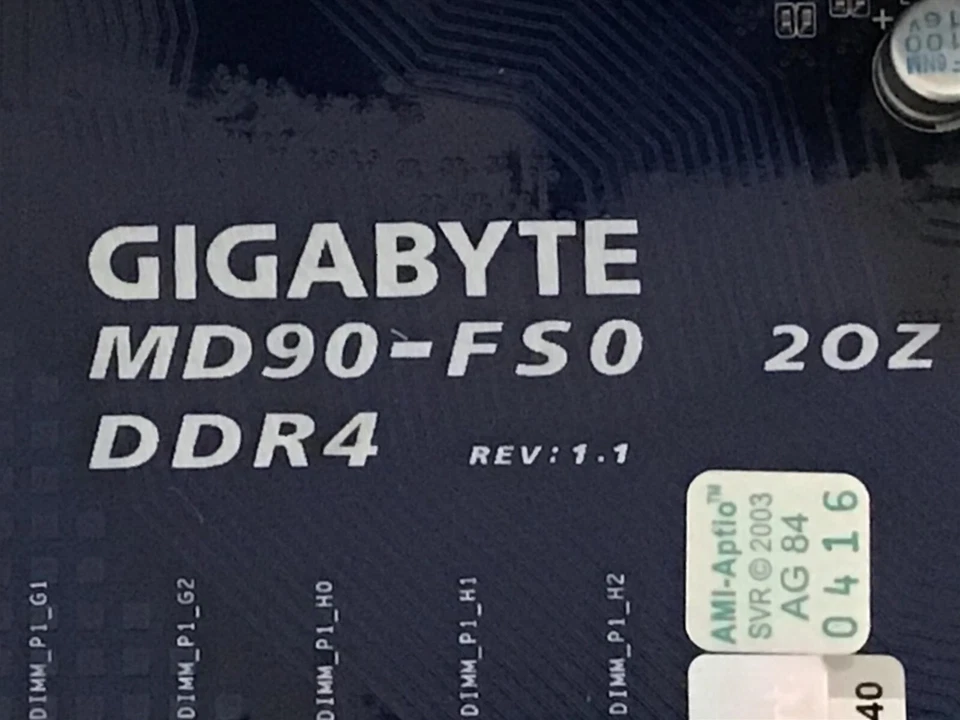 +
GIGABYTE
MD90-FS0
2OZ
DDR4
REV:1.1
DIMM_P1_G1
DIMM_P1_G2
DIMM_P1_H0
DIMM_P1_H1
DIMM_P1_H2
AMI-Aptio™
SVR © 2003
AG 84
0416
40